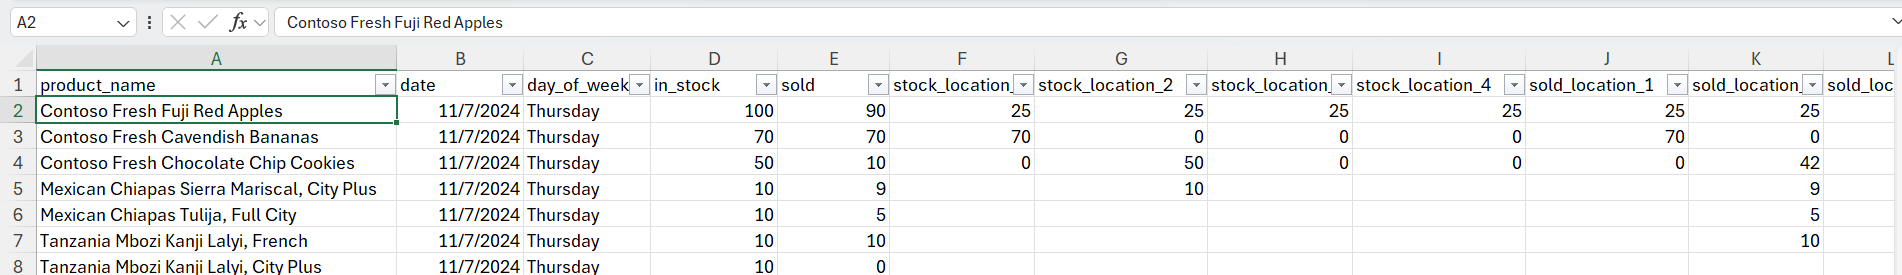 A2 fx Contoso Fresh Fuji Red Apples
A B C D E F G H I J K L
1 product_name date day_of_week in_stock sold stock_location_ stock_location_2 stock_location_ stock_location_4 sold_location_1 sold_location_ sold_loc
2 Contoso Fresh Fuji Red Apples 11/7/2024 Thursday 100 90 25 25 25 25 25 25
3 Contoso Fresh Cavendish Bananas 11/7/2024 Thursday 70 70 70 0 0 0 70 0
4 Contoso Fresh Chocolate Chip Cookies 11/7/2024 Thursday 50 10 0 50 0 0 0 42
5 Mexican Chiapas Sierra Mariscal, City Plus 11/7/2024 Thursday 10 9 10 9
6 Mexican Chiapas Tulija, Full City 11/7/2024 Thursday 10 5 5
7 Tanzania Mbozi Kanji Lalyi, French 11/7/2024 Thursday 10 10 10
8 Tanzania Mbozi Kanji Lalyi, City Plus 11/7/2024 Thursday 10 0